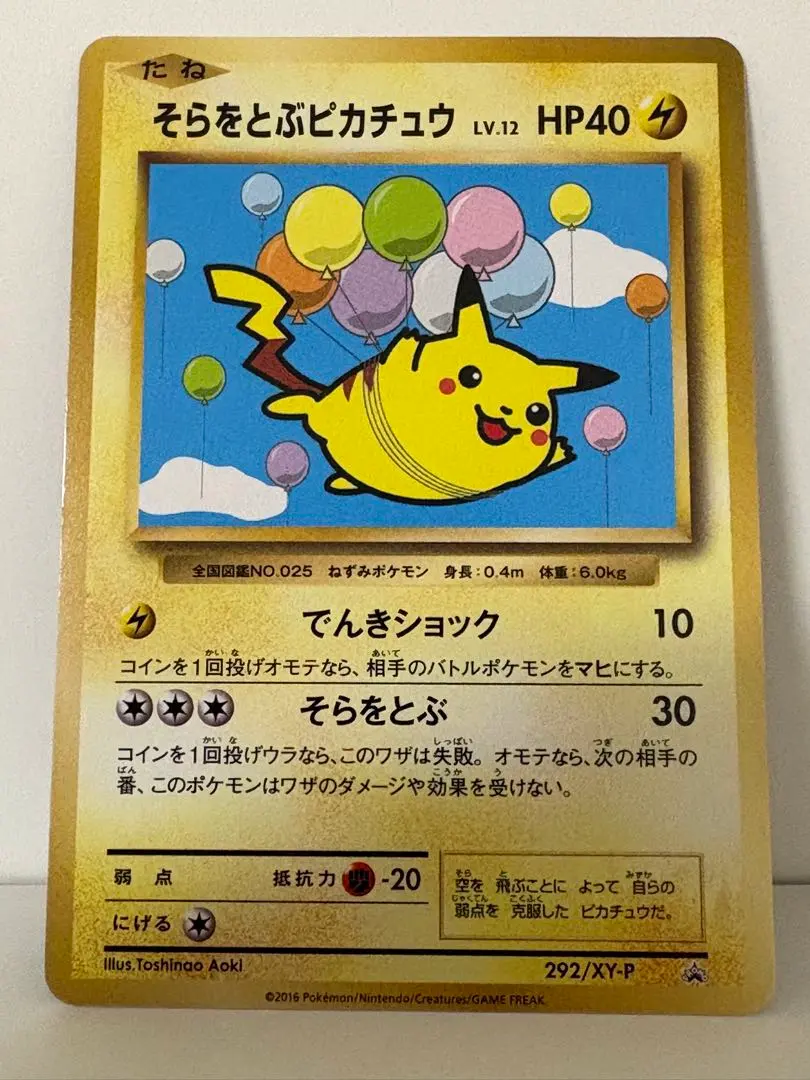 たね
そらをとぶピカチュウ LV.12 HP40
全国図鑑NO.025 ねずみポケモン 身長:0.4m 体重:6.0kg
でんきショック 10
コインを1回投げオモテなら、相手のバトルポケモンをマヒにする。
そらをとぶ 30
コインを1回投げウラなら、このワザは失敗。オモテなら、次の相手の
番、このポケモンはワザのダメージや効果を受けない。
弱点 抵抗力 -20
にげる
空を 飛ぶことに よって 自らの
弱点を 克服した ピカチュウだ。
Illus.Toshinao Aoki
292/XY-P
©2016 Pokémon/Nintendo/Creatures/GAME FREAK